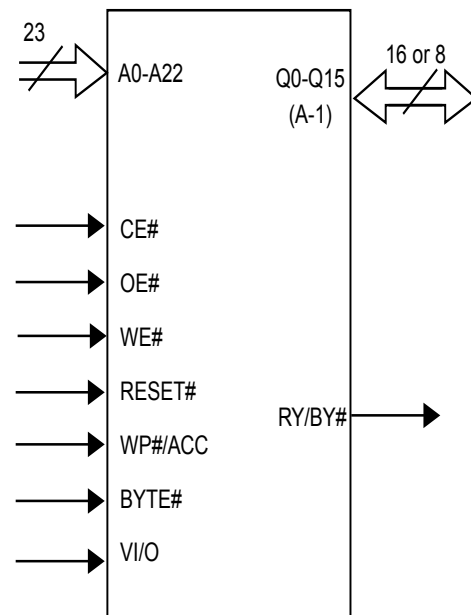 23
A0-A22
Q0-Q15
(A-1)
16 or 8
CE#
OE#
WE#
RESET#
RY/BY#
WP#/ACC
BYTE#
VI/O